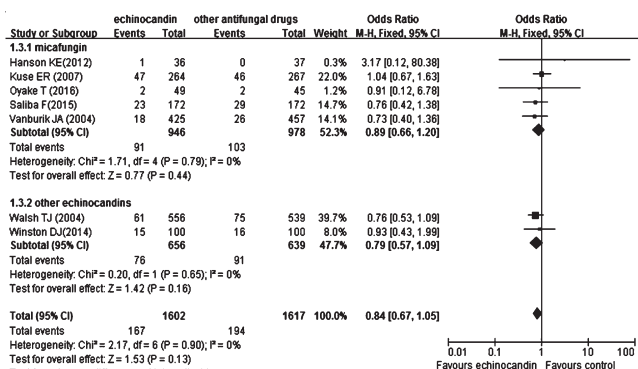 echinocandin other antifungal drugs Odds Ratio Odds Ratio
Study or Subgroup Events Total Events Total Weight M-H, Fixed, 95% CI M-H, Fixed, 95% CI
1.3.1 micafungin
Hanson KE(2012) 1 36 0 37 0.3% 3.17 [0.12, 80.38]
Kuse ER (2007) 47 264 46 267 22.0% 1.04 [0.67, 1.63]
Oyake T (2016) 2 49 2 45 1.2% 0.91 [0.12, 6.78]
Saliba F(2015) 23 172 29 172 14.7% 0.76 [0.42, 1.38]
Vanburik JA (2004) 18 425 26 457 14.1% 0.73 [0.40, 1.36]
Subtotal (95% CI) 946 978 52.3% 0.89 [0.66, 1.20]
Total events 91 103
Heterogeneity: Chi² = 1.71, df = 4 (P = 0.79); I² = 0%
Test for overall effect: Z = 0.77 (P = 0.44)
1.3.2 other echinocandins
Walsh TJ (2004) 61 556 75 539 39.7% 0.76 [0.53, 1.09]
Winston DJ(2014) 15 100 16 100 8.0% 0.93 [0.43, 1.99]
Subtotal (95% CI) 656 639 47.7% 0.79 [0.57, 1.09]
Total events 76 91
Heterogeneity: Chi² = 0.20, df = 1 (P = 0.65); I² = 0%
Test for overall effect: Z = 1.42 (P = 0.16)
Total (95% CI) 1602 1617 100.0% 0.84 [0.67, 1.05]
Total events 167 194
Heterogeneity: Chi² = 2.17, df = 6 (P = 0.90); I² = 0%
Test for overall effect: Z = 1.53 (P = 0.13)
0.01 0.1 1 10 100
Favours echinocandin Favours control